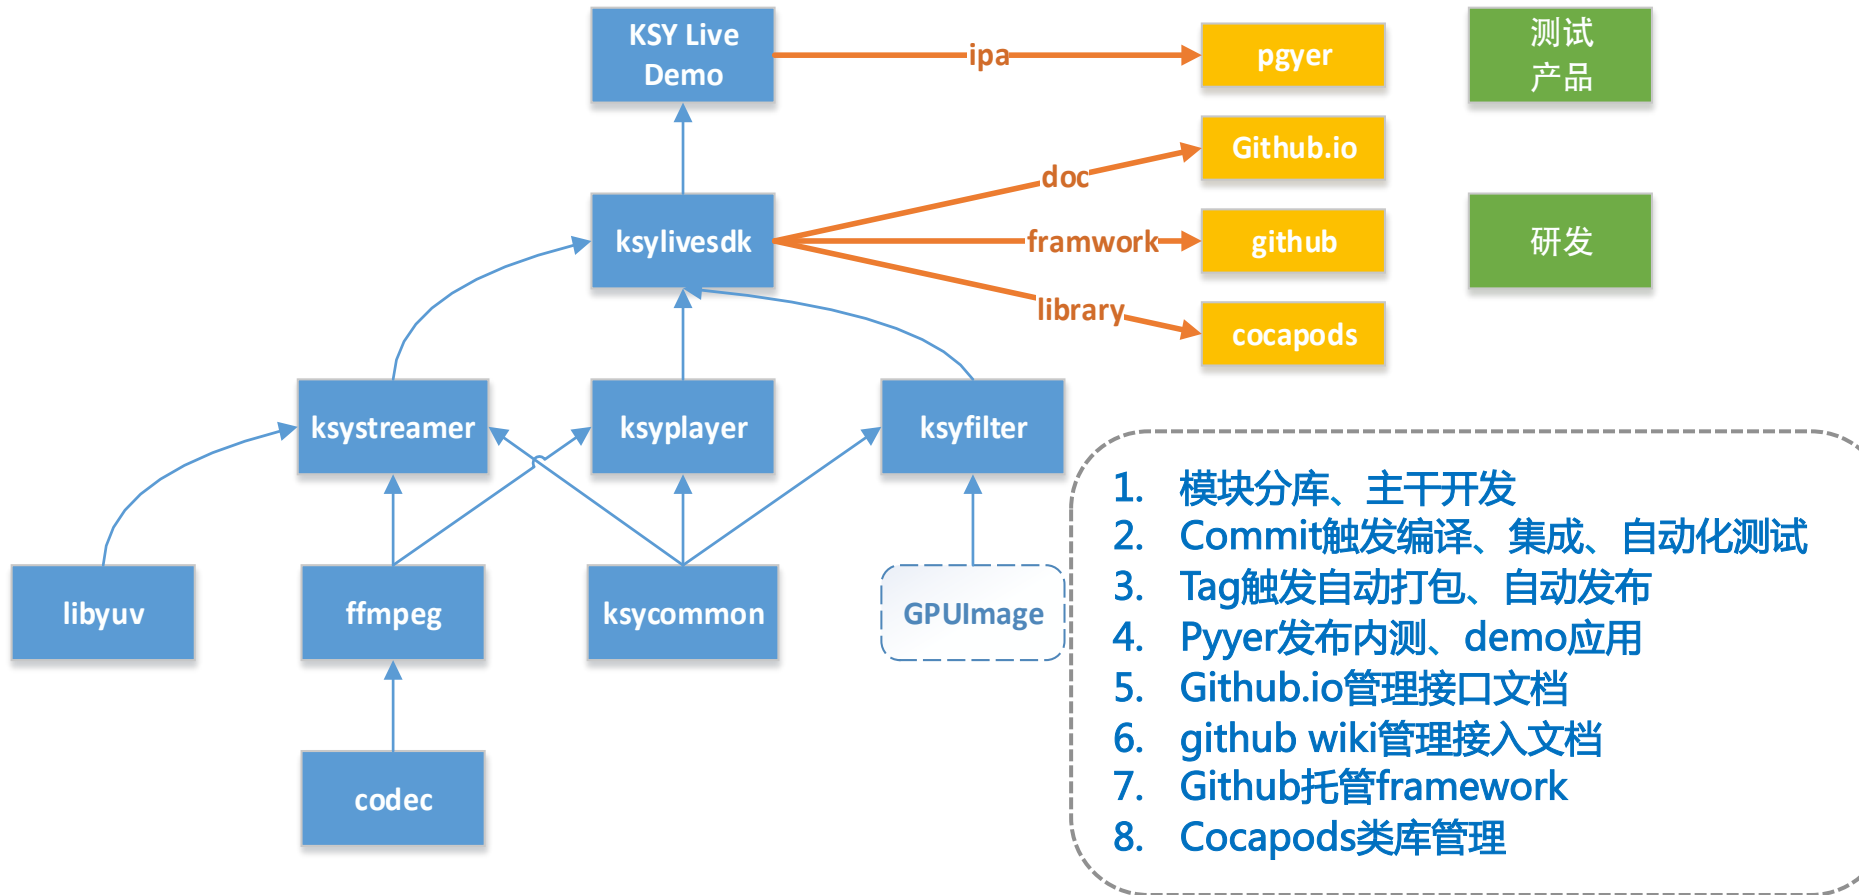 KSY Live
Demo
ipa
pgyer
测试
产品
Github.io
doc
ksylivesdk
framwork
github
研发
library
cocapods
ksystreamer
ksyplayer
ksyfilter
libyuv
ffmpeg
ksycommon
GPUImage
codec
1. 模块分库、主干开发
2. Commit触发编译、集成、自动化测试
3. Tag触发自动打包、自动发布
4. Pyyer发布内测、demo应用
5. Github.io管理接口文档
6. github wiki管理接入文档
7. Github托管framework
8. Cocapods类库管理